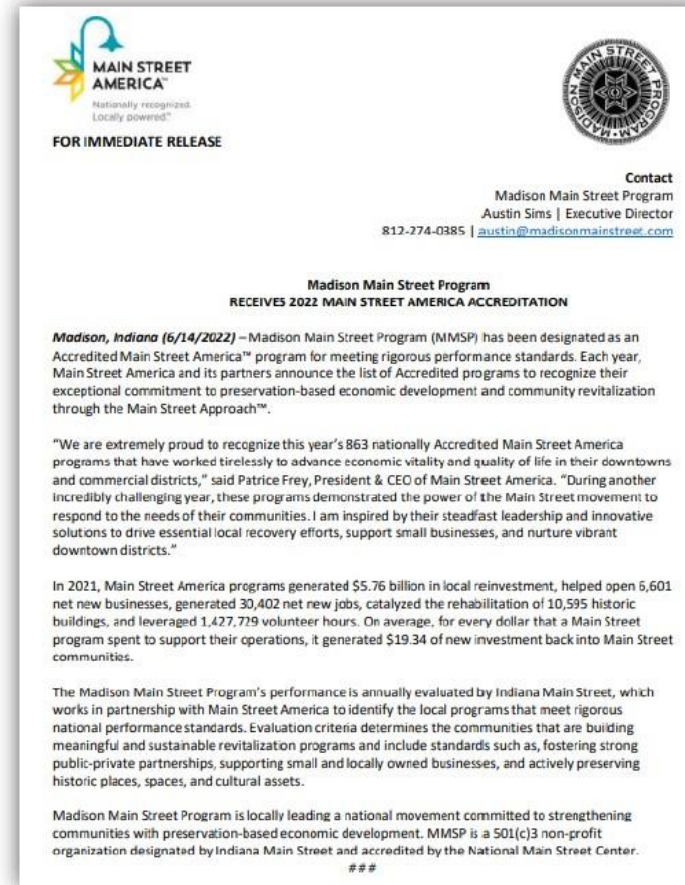 MAIN STREET
AMERICA™
Nationally recognized.
Locally powered.™
MADISON MAIN STREET PROGRAM
FOR IMMEDIATE RELEASE
Contact
Madison Main Street Program
Austin Sims | Executive Director
812-274-0385 | austin@madisonmainstreet.com
Madison Main Street Program
RECEIVES 2022 MAIN STREET AMERICA ACCREDITATION
Madison, Indiana (6/14/2022) – Madison Main Street Program (MMSP) has been designated as an
Accredited Main Street America™ program for meeting rigorous performance standards. Each year,
Main Street America and its partners announce the list of Accredited programs to recognize their
exceptional commitment to preservation-based economic development and community revitalization
through the Main Street Approach™.
"We are extremely proud to recognize this year's 863 nationally Accredited Main Street America
programs that have worked tirelessly to advance economic vitality and quality of life in their downtowns
and commercial districts," said Patrice Frey, President & CEO of Main Street America. "During another
incredibly challenging year, these programs demonstrated the power of the Main Street movement to
respond to the needs of their communities. I am inspired by their steadfast leadership and innovative
solutions to drive essential local recovery efforts, support small businesses, and nurture vibrant
downtown districts."
In 2021, Main Street America programs generated $5.76 billion in local reinvestment, helped open 6,601
net new businesses, generated 30,402 net new jobs, catalyzed the rehabilitation of 10,595 historic
buildings, and leveraged 1,427,729 volunteer hours. On average, for every dollar that a Main Street
program spent to support their operations, it generated $19.34 of new investment back into Main Street
communities.
The Madison Main Street Program's performance is annually evaluated by Indiana Main Street, which
works in partnership with Main Street America to identify the local programs that meet rigorous
national performance standards. Evaluation criteria determines the communities that are building
meaningful and sustainable revitalization programs and include standards such as, fostering strong
public-private partnerships, supporting small and locally owned businesses, and actively preserving
historic places, spaces, and cultural assets.
Madison Main Street Program is locally leading a national movement committed to strengthening
communities with preservation-based economic development. MMSP is a 501(c)3 non-profit
organization designated by Indiana Main Street and accredited by the National Main Street Center.
###